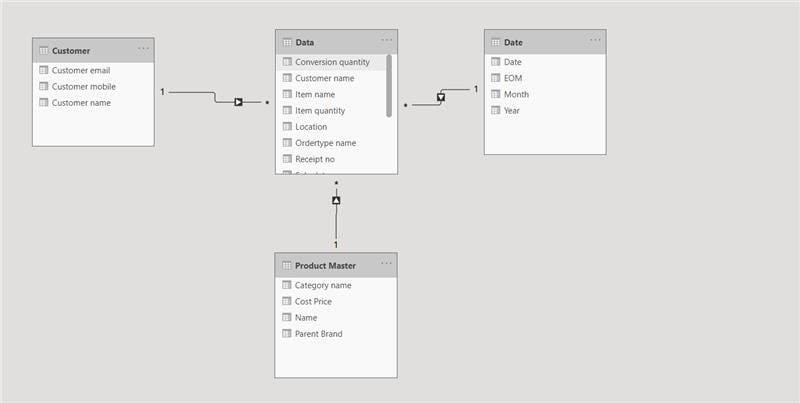 Customer
Customer email
Customer mobile
Customer name
1
*
Data
Conversion quantity
Customer name
Item name
Item quantity
Location
Ordertype name
Receipt no
*
1
Date
Date
EOM
Month
Year
*
1
Product Master
Category name
Cost Price
Name
Parent Brand